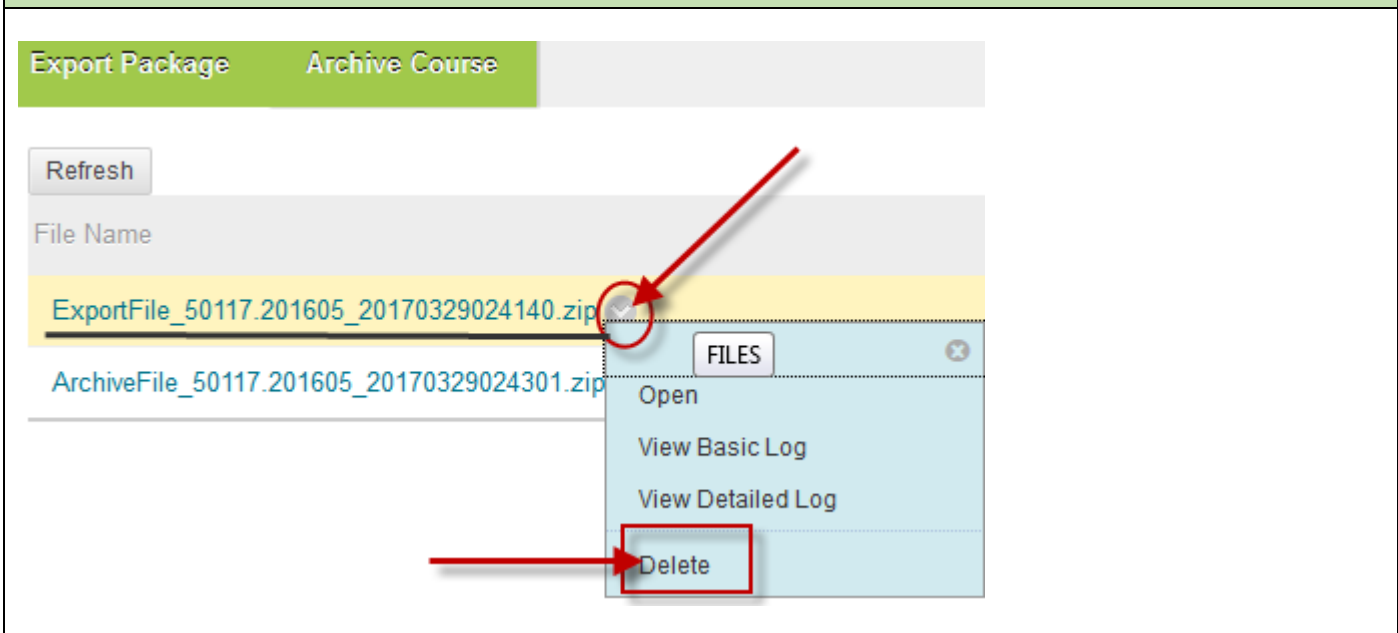 Export Package Archive Course
Refresh
File Name
ExportFile_50117.201605_20170329024140.zip
FILES
ArchiveFile_50117.201605_20170329024301.zip
Open
View Basic Log
View Detailed Log
Delete